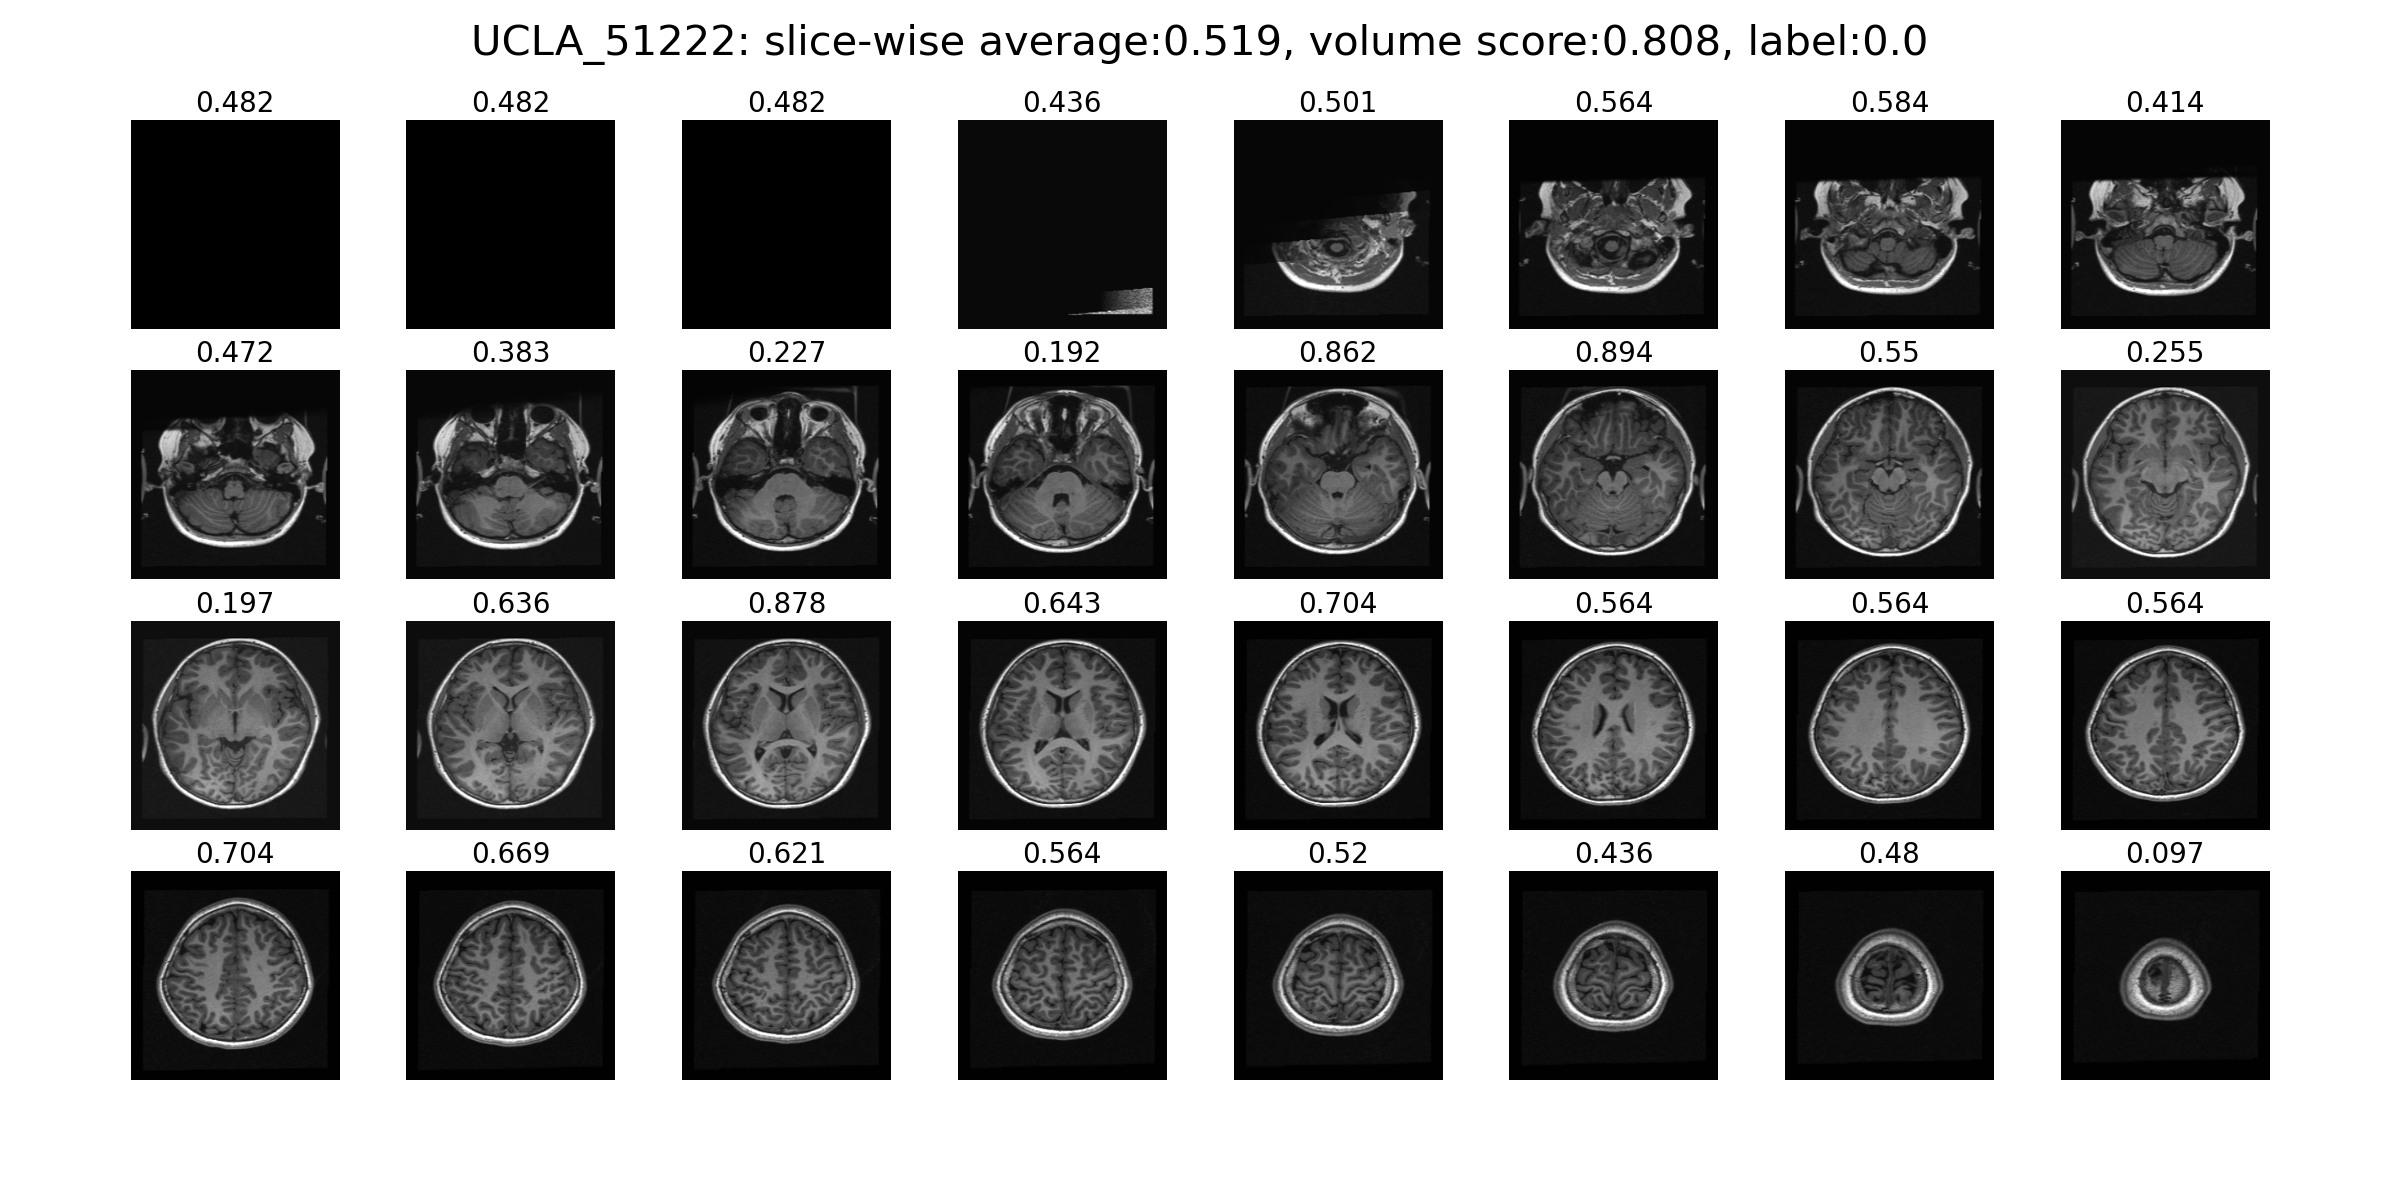 UCLA_51222: slice-wise average:0.519, volume score:0.808, label:0.0
0.482 0.482 0.482 0.436 0.501 0.564 0.584 0.414
0.472 0.383 0.227 0.192 0.862 0.894 0.55 0.255
0.197 0.636 0.878 0.643 0.704 0.564 0.564 0.564
0.704 0.669 0.621 0.564 0.52 0.436 0.48 0.097